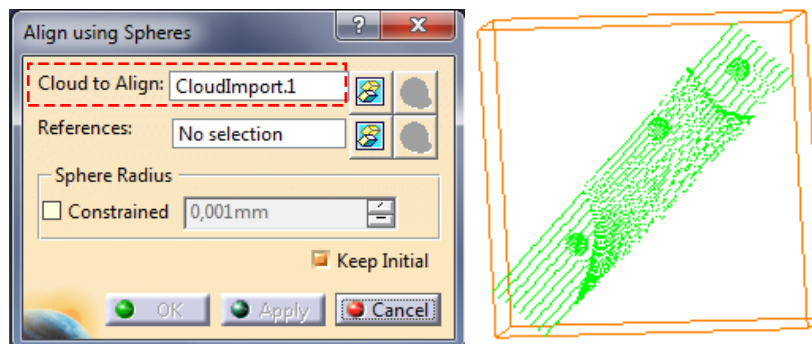 Align using Spheres
Cloud to Align: CloudImport.1
References: No selection
Sphere Radius
Constrained 0,001mm
Keep Initial
OK Apply Cancel